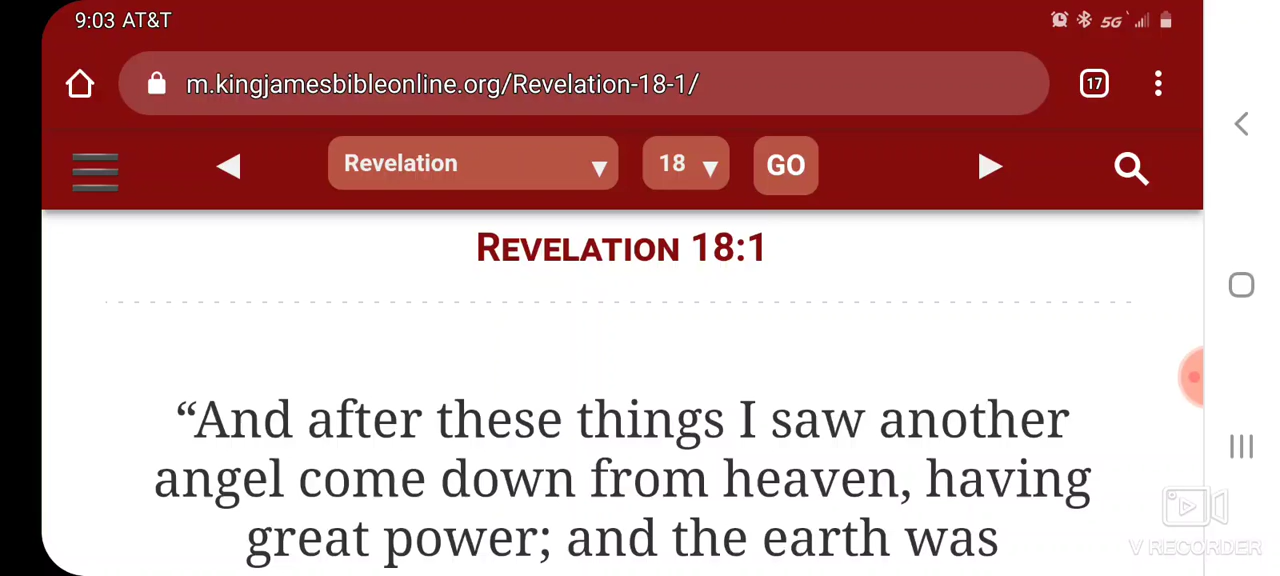 9:03 AT&T 5G
m.kingjamesbibleonline.org/Revelation-18-1/ 17
Revelation 18 GO
REVELATION 18:1
“And after these things I saw another
angel come down from heaven, having
great power; and the earth was
V RECORDER